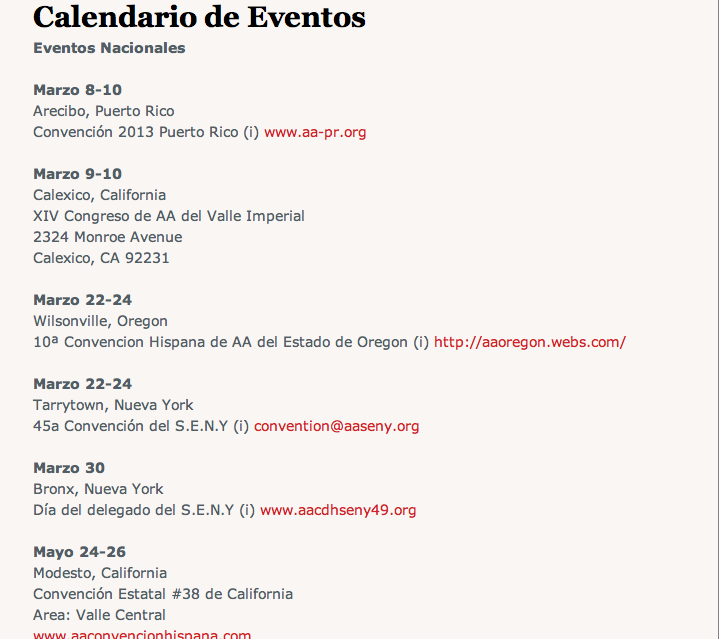 Calendario de Eventos
Eventos Nacionales
Marzo 8-10
Arecibo, Puerto Rico
Convención 2013 Puerto Rico (i) www.aa-pr.org
Marzo 9-10
Calexico, California
XIV Congreso de AA del Valle Imperial
2324 Monroe Avenue
Calexico, CA 92231
Marzo 22-24
Wilsonville, Oregon
10ª Convencion Hispana de AA del Estado de Oregon (i) http://aaoregon.webs.com/
Marzo 22-24
Tarrytown, Nueva York
45a Convención del S.E.N.Y (i) convention@aaseny.org
Marzo 30
Bronx, Nueva York
Día del delegado del S.E.N.Y (i) www.aacdhseny49.org
Mayo 24-26
Modesto, California
Convención Estatal #38 de California
Area: Valle Central
www.aaconvencionhispana.com